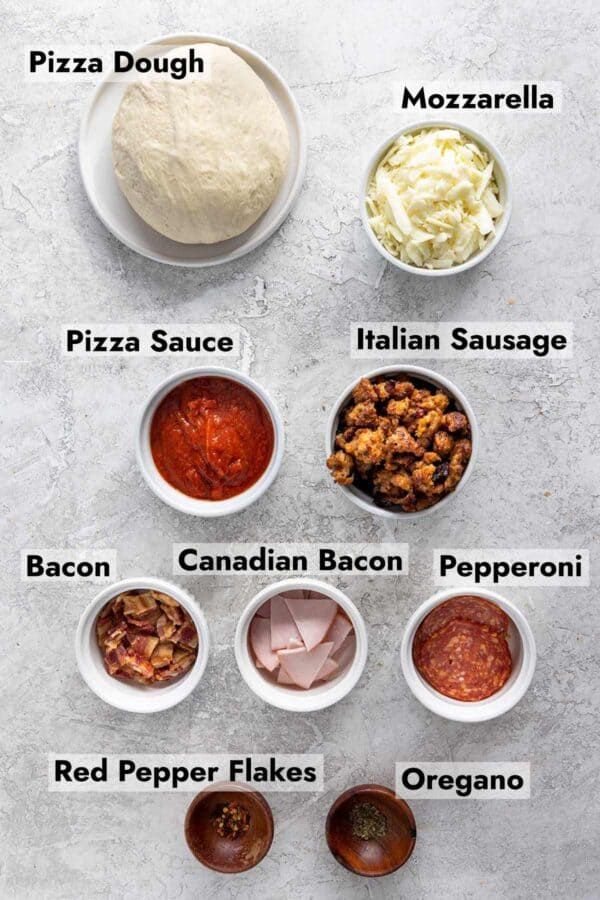 Pizza Dough
Mozzarella
Pizza Sauce
Italian Sausage
Bacon
Canadian Bacon
Pepperoni
Red Pepper Flakes
Oregano